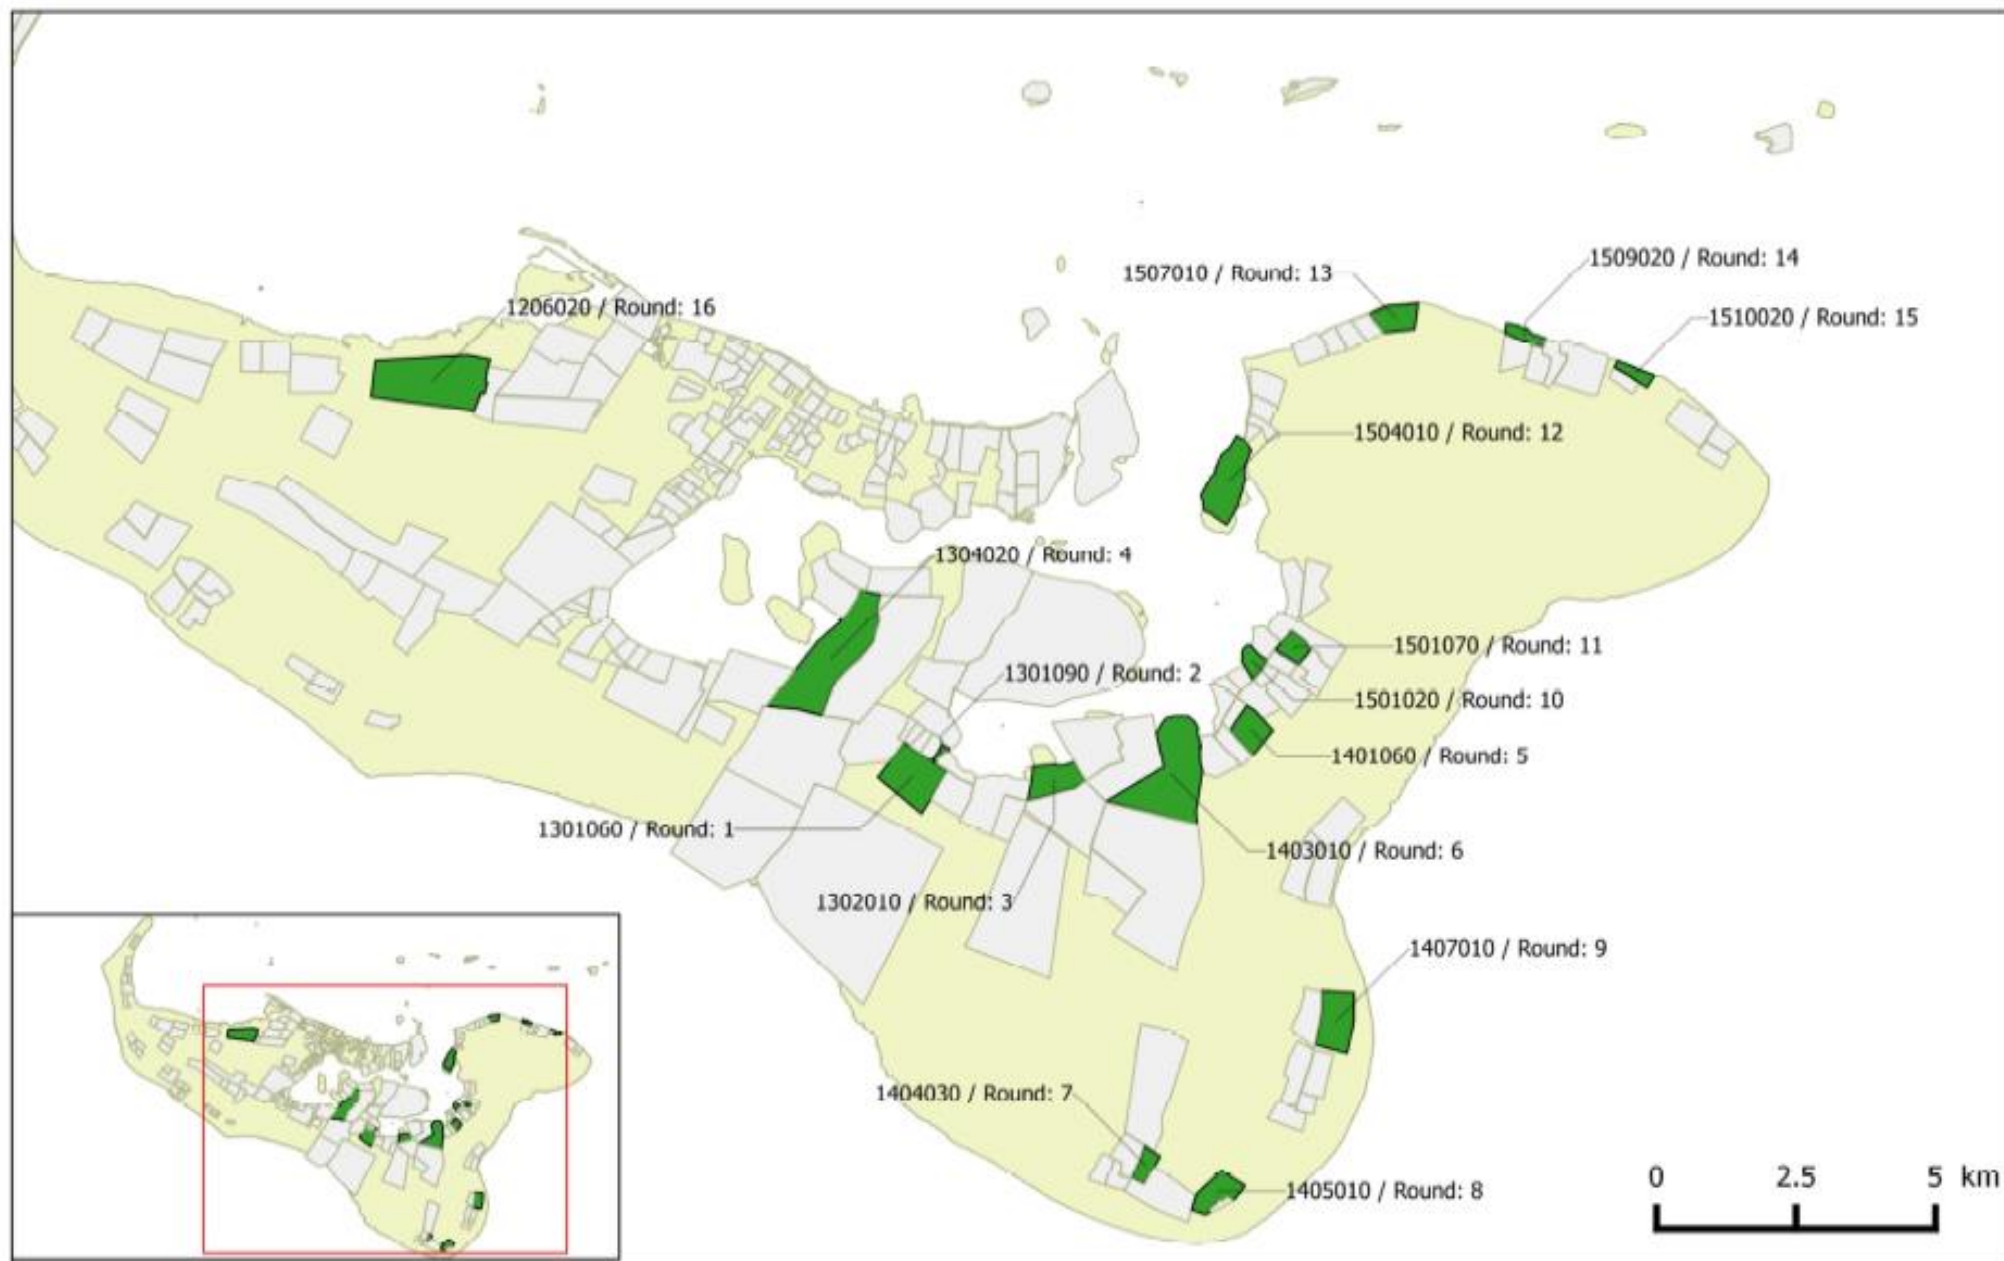 1509020 / Round: 14
1507010 / Round: 13
1206020 / Round: 16
1510020 / Round: 15
1504010 / Round: 12
1304020 / Round: 4
1501070 / Round: 11
1301090 / Round: 2
1501020 / Round: 10
1401060 / Round: 5
1301060 / Round: 1
1403010 / Round: 6
1302010 / Round: 3
1407010 / Round: 9
1404030 / Round: 7
1405010 / Round: 8
0 2.5 5 km